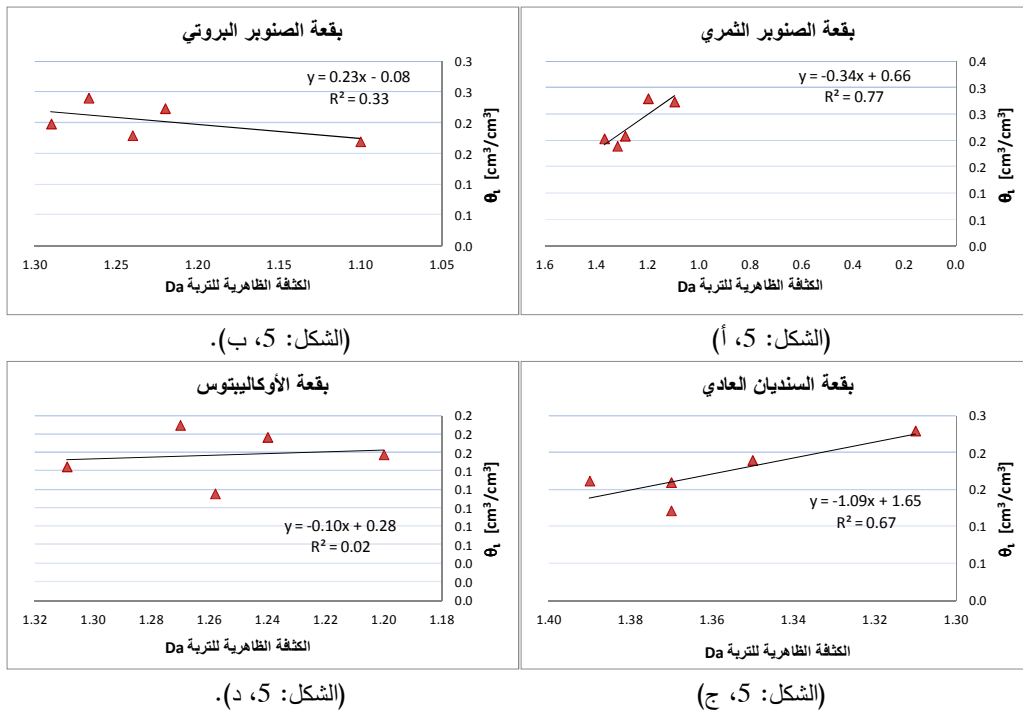 بقعة الصنوبر الثمري
y = -0.34x + 0.66
R² = 0.77
0.4
0.3
0.3
0.2
0.2
0.1
0.1
0.0
θι [cm³/cm³]
1.6 1.4 1.2 1.0 0.8 0.6 0.4 0.2 0.0
الكثافة الظاهرية للتربة Da
(الشكل: 5، أ)
بقعة الصنوبر البروتي
y = 0.23x - 0.08
R² = 0.33
0.3
0.3
0.2
0.2
0.1
0.1
0.0
θι [cm³/cm³]
1.30 1.25 1.20 1.15 1.10 1.05
الكثافة الظاهرية للتربة Da
(الشكل: 5، ب).
بقعة السنديان العادي
y = -1.09x + 1.65
R² = 0.67
0.3
0.2
0.2
0.1
0.1
0.0
θι [cm³/cm³]
1.40 1.38 1.36 1.34 1.32 1.30
الكثافة الظاهرية للتربة Da
(الشكل: 5، ج)
بقعة الأوكاليبتوس
y = -0.10x + 0.28
R² = 0.02
0.2
0.2
0.2
0.1
0.1
0.1
0.1
0.1
0.0
0.0
0.0
θι [cm³/cm³]
1.32 1.30 1.28 1.26 1.24 1.22 1.20 1.18
الكثافة الظاهرية للتربة Da
(الشكل: 5، د).